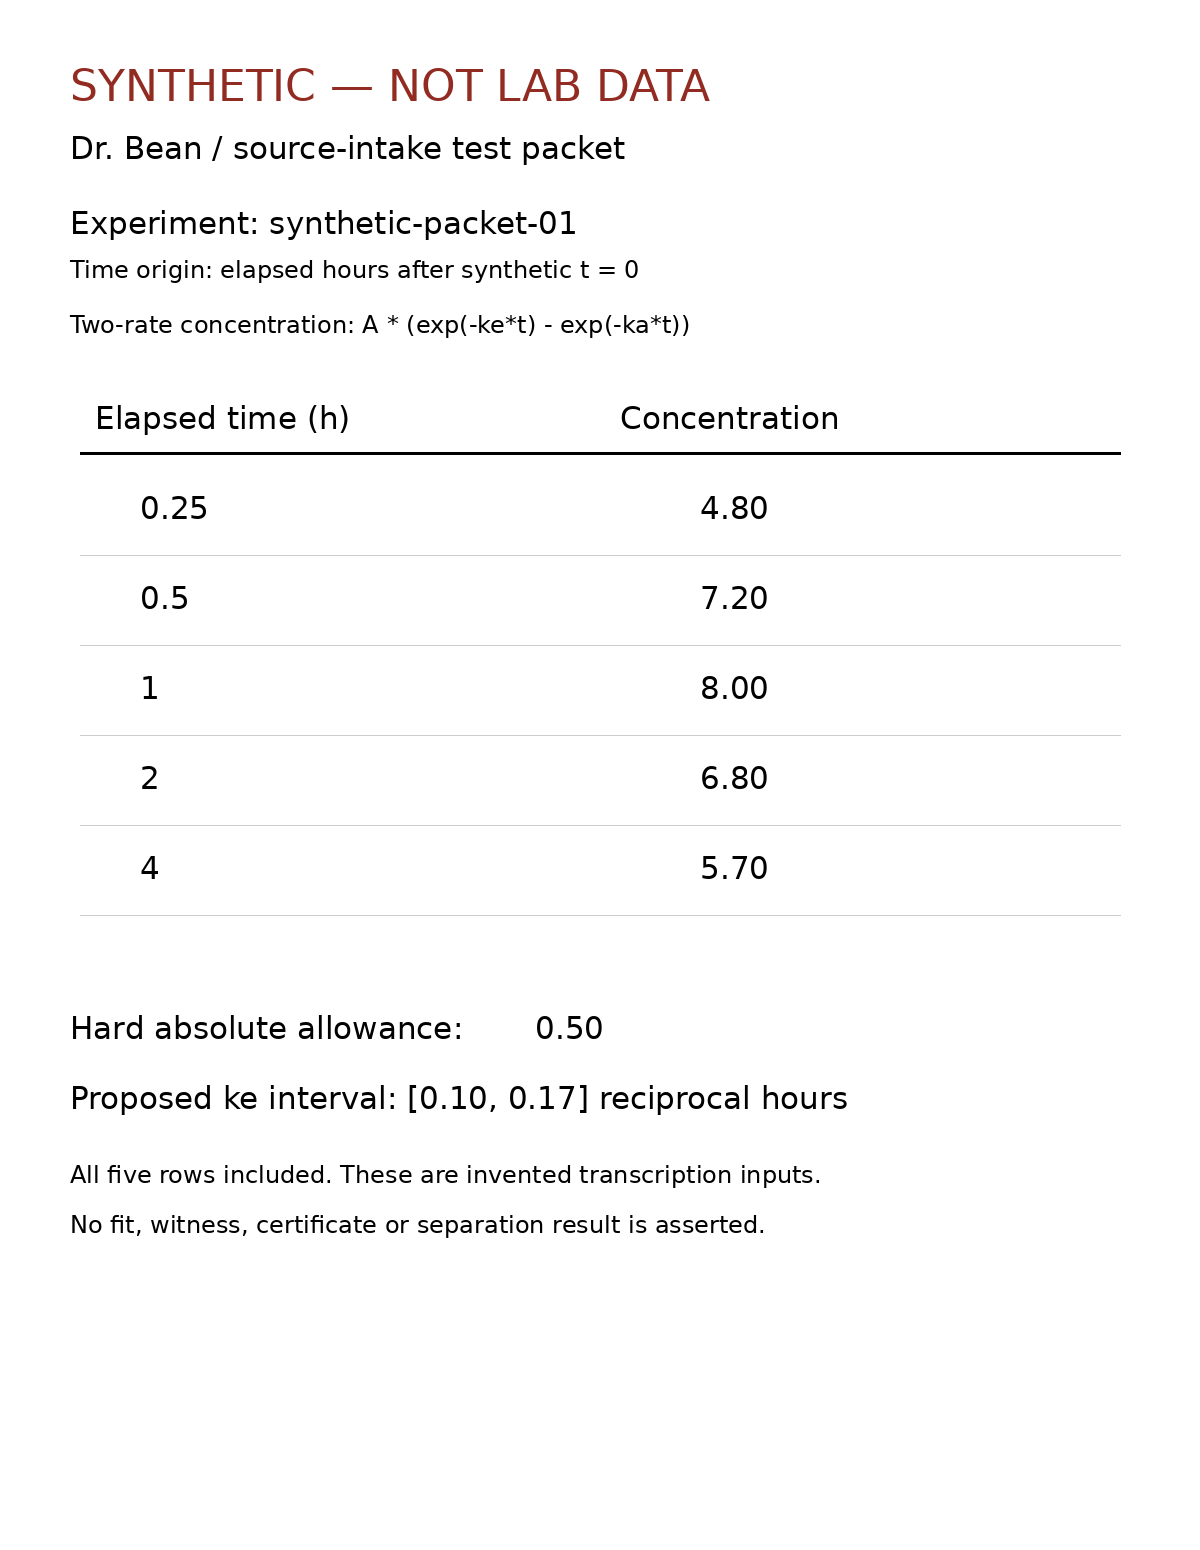 SYNTHETIC — NOT LAB DATA
Dr. Bean / source-intake test packet
Experiment: synthetic-packet-01
Time origin: elapsed hours after synthetic t = 0
Two-rate concentration: A * (exp(-ke*t) - exp(-ka*t))
Elapsed time (h) Concentration
0.25 4.80
0.5 7.20
1 8.00
2 6.80
4 5.70
Hard absolute allowance: 0.50
Proposed ke interval: [0.10, 0.17] reciprocal hours
All five rows included. These are invented transcription inputs.
No fit, witness, certificate or separation result is asserted.